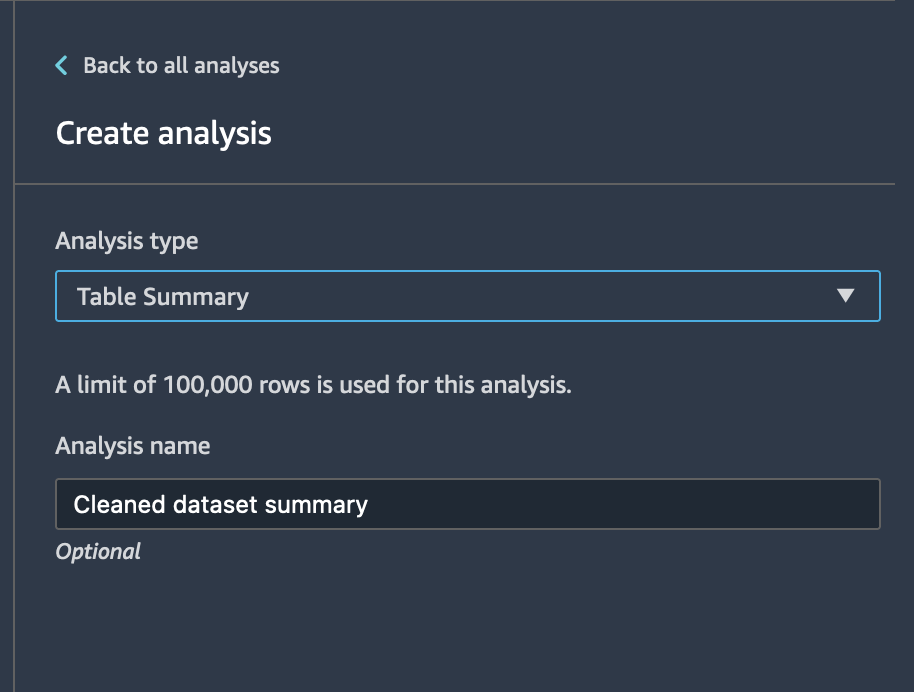 Back to all analyses
Create analysis
Analysis type
Table Summary
A limit of 100,000 rows is used for this analysis.
Analysis name
Cleaned dataset summary
Optional